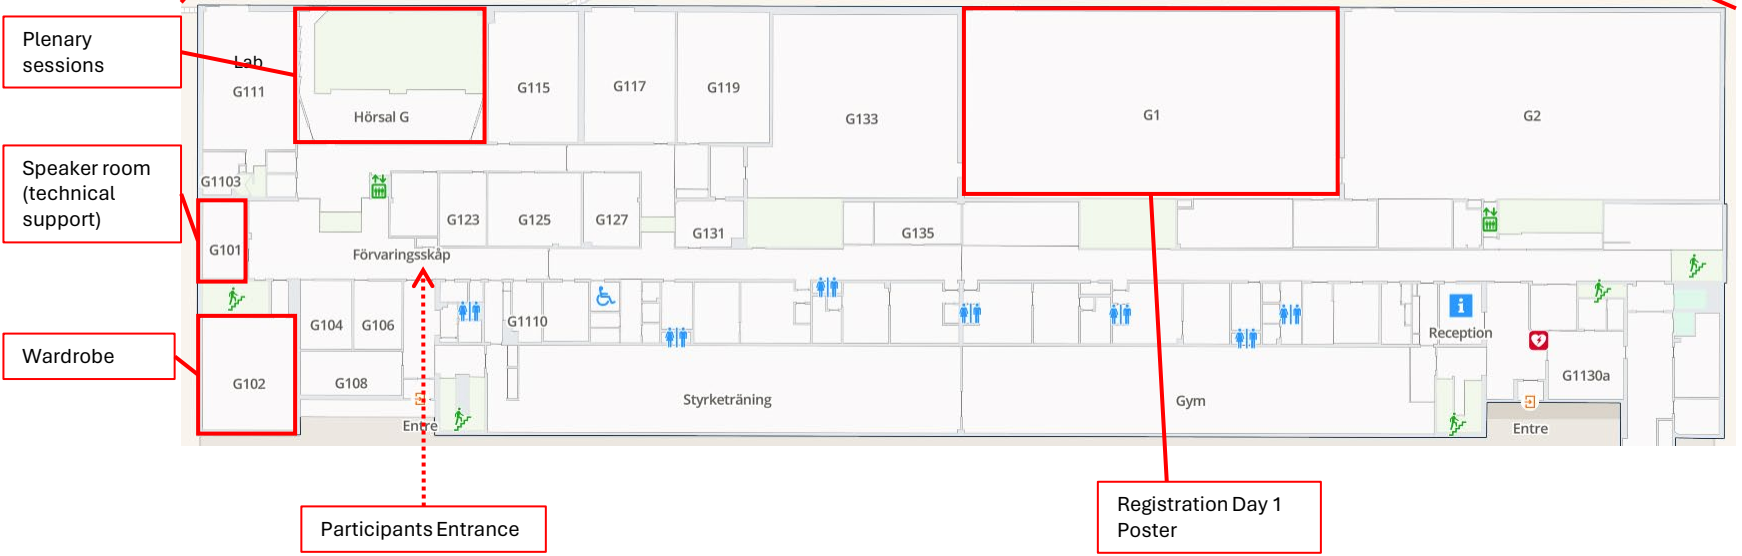 Plenary
sessions
Speaker room
(technical
support)
Wardrobe
Lab
G111
Hörsal G
G115
G117
G119
G133
G1
G2
G1103
G101
G123
G125
G127
G131
G135
Förvaringsskåp
G104
G106
G1110
Reception
G102
G108
Styrketräning
Gym
G1130a
Entre
Entre
Participants Entrance
Registration Day 1
Poster